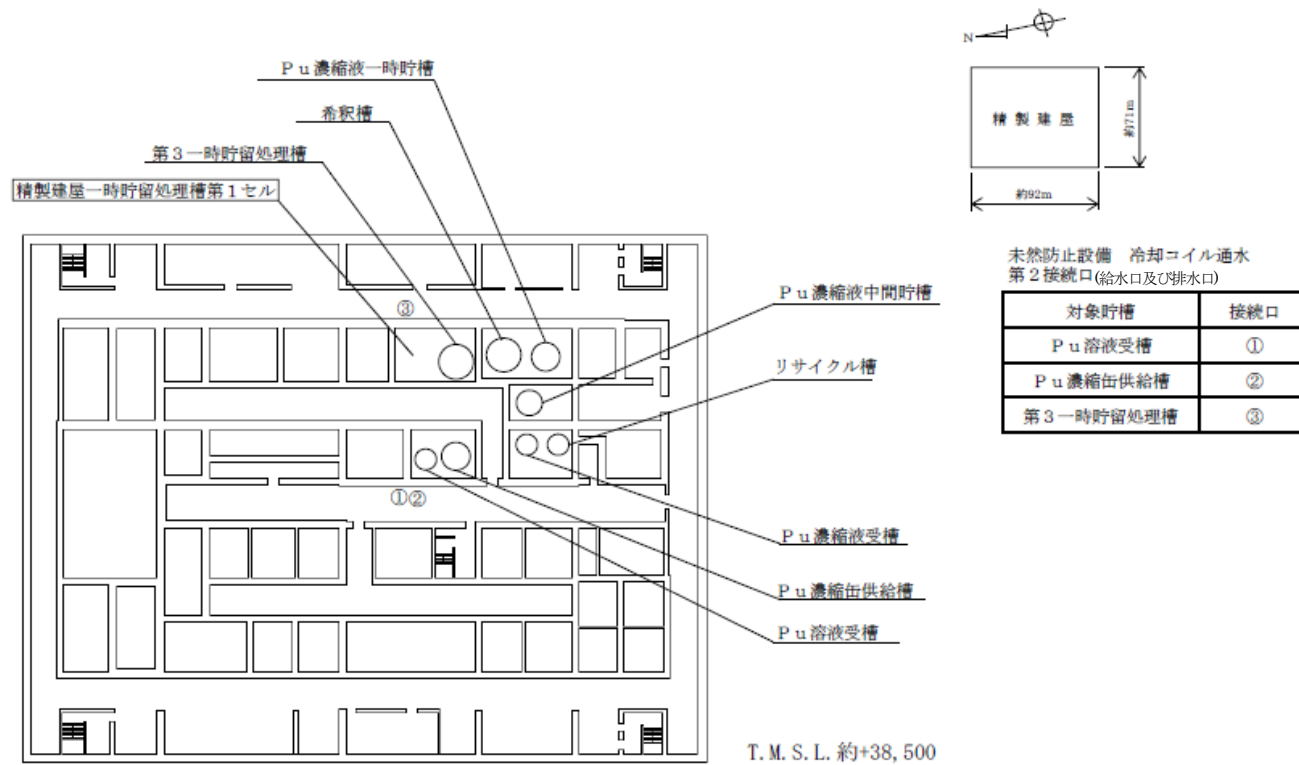 Ｐｕ濃縮液一時貯槽
希釈槽
第３一時貯留処理槽
精製建屋一時貯留処理槽第１セル
③
①②
Ｐｕ濃縮液中間貯槽
リサイクル槽
Ｐｕ濃縮液受槽
Ｐｕ濃縮缶供給槽
Ｐｕ溶液受槽
T.M.S.L.約+38,500
N
精製建屋
約71m
約92m
未然防止設備　冷却コイル通水
第２接続口(給水口及び排水口)
対象貯槽　接続口
Ｐｕ溶液受槽　①
Ｐｕ濃縮缶供給槽　②
第３一時貯留処理槽　③